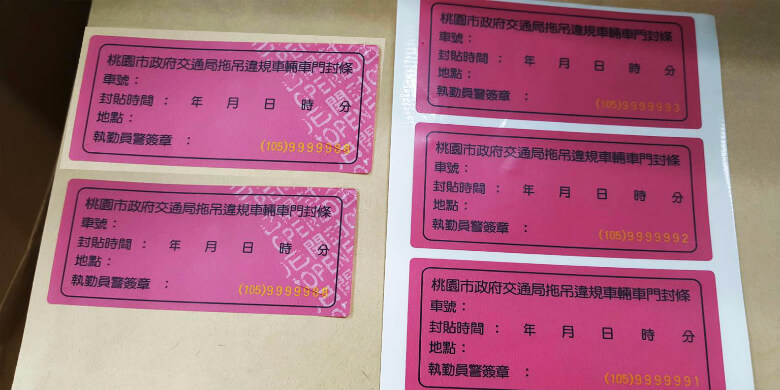 桃園市政府交通局拖吊違規車輛車門封條
車號：
封貼時間： 年 月 日 時 分
地點：
執勤員警簽章 ：
OPEN
桃園市政府交通局拖吊違規車輛車門封條
車號：
封貼時間： 年 月 日 時 分
地點：
執勤員警簽章 ：
OPEN
桃園市政府交通局拖吊違規車輛車門封條
車號：
封貼時間： 年 月 日 時 分
地點：
執勤員警簽章 ： (105)9999993
桃園市政府交通局拖吊違規車輛車門封條
車號：
封貼時間： 年 月 日 時 分
地點：
執勤員警簽章 ： (105)9999992
桃園市政府交通局拖吊違規車輛車門封條
車號：
封貼時間： 年 月 日 時 分
地點：
執勤員警簽章 ： (105)9999991